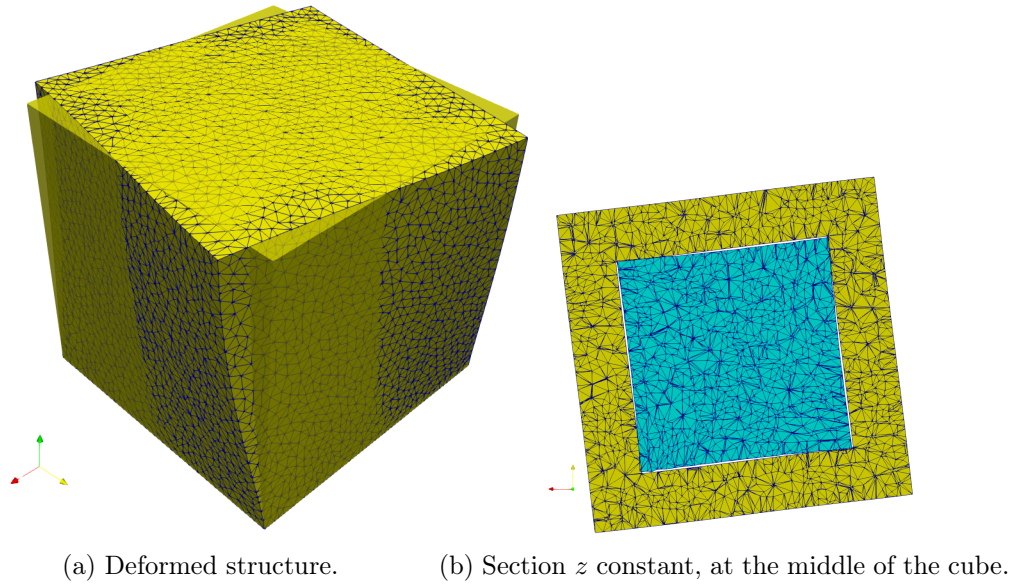 (a) Deformed structure.
(b) Section z constant, at the middle of the cube.